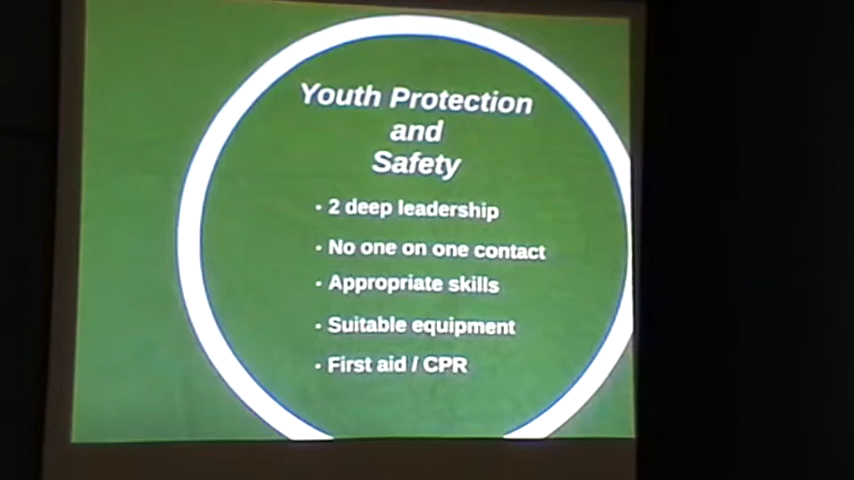 Youth Protection
and
Safety
• 2 deep leadership
• No one on one contact
• Appropriate skills
• Suitable equipment
• First aid / CPR